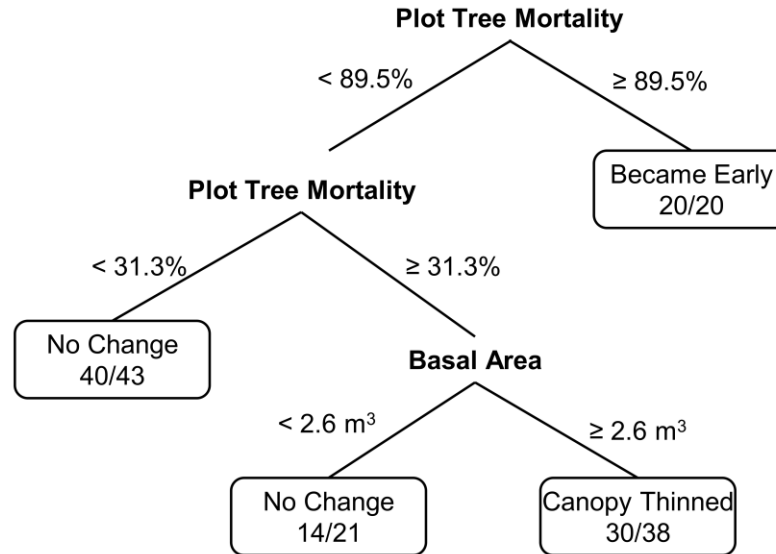 Plot Tree Mortality
< 89.5%
≥ 89.5%
Became Early
20/20
Plot Tree Mortality
< 31.3%
≥ 31.3%
No Change
40/43
Basal Area
< 2.6 m³
≥ 2.6 m³
No Change
14/21
Canopy Thinned
30/38